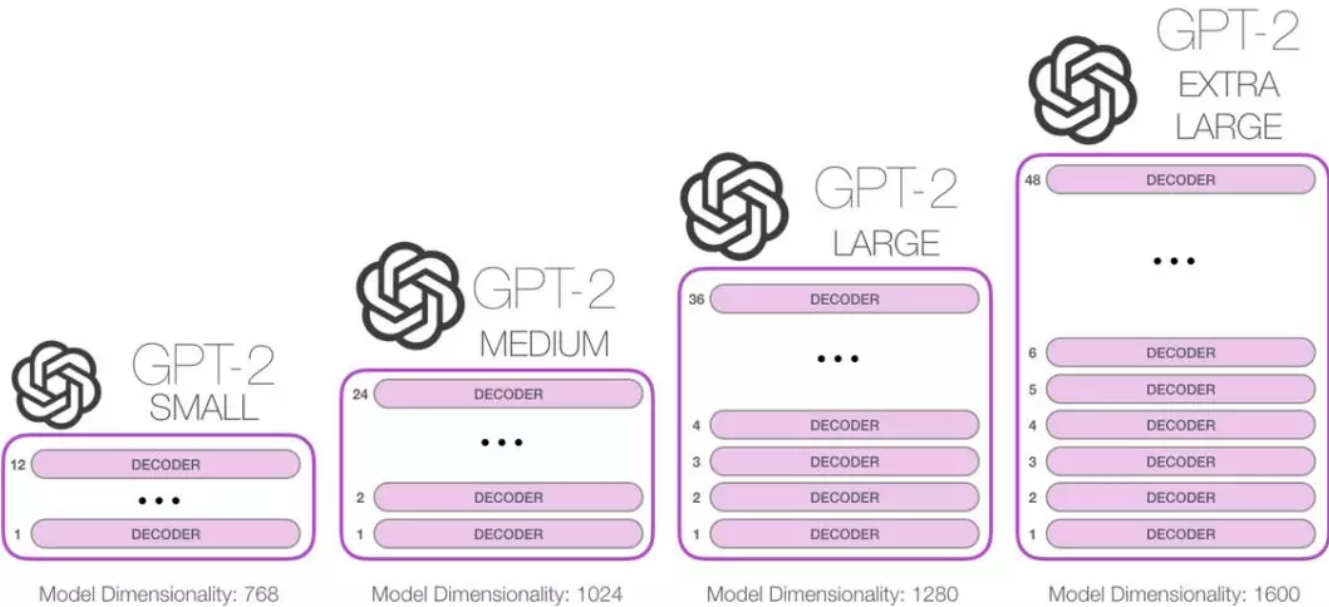 GPT-2
SMALL
12 DECODER
...
1 DECODER
Model Dimensionality: 768
GPT-2
MEDIUM
24 DECODER
...
2 DECODER
1 DECODER
Model Dimensionality: 1024
GPT-2
LARGE
36 DECODER
...
4 DECODER
3 DECODER
2 DECODER
1 DECODER
Model Dimensionality: 1280
GPT-2
EXTRA
LARGE
48 DECODER
...
6 DECODER
5 DECODER
4 DECODER
3 DECODER
2 DECODER
1 DECODER
Model Dimensionality: 1600